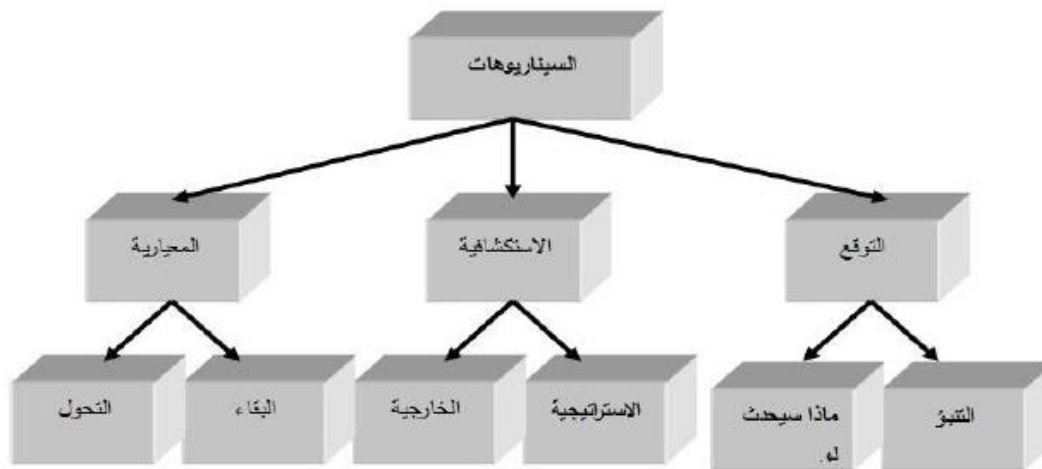 السيناريوهات
التوقع
الاستكشافية
المعيارية
التنبؤ
ماذا سيحدث
لو.
الاستراتيجية
الخارجية
البقاء
التحول